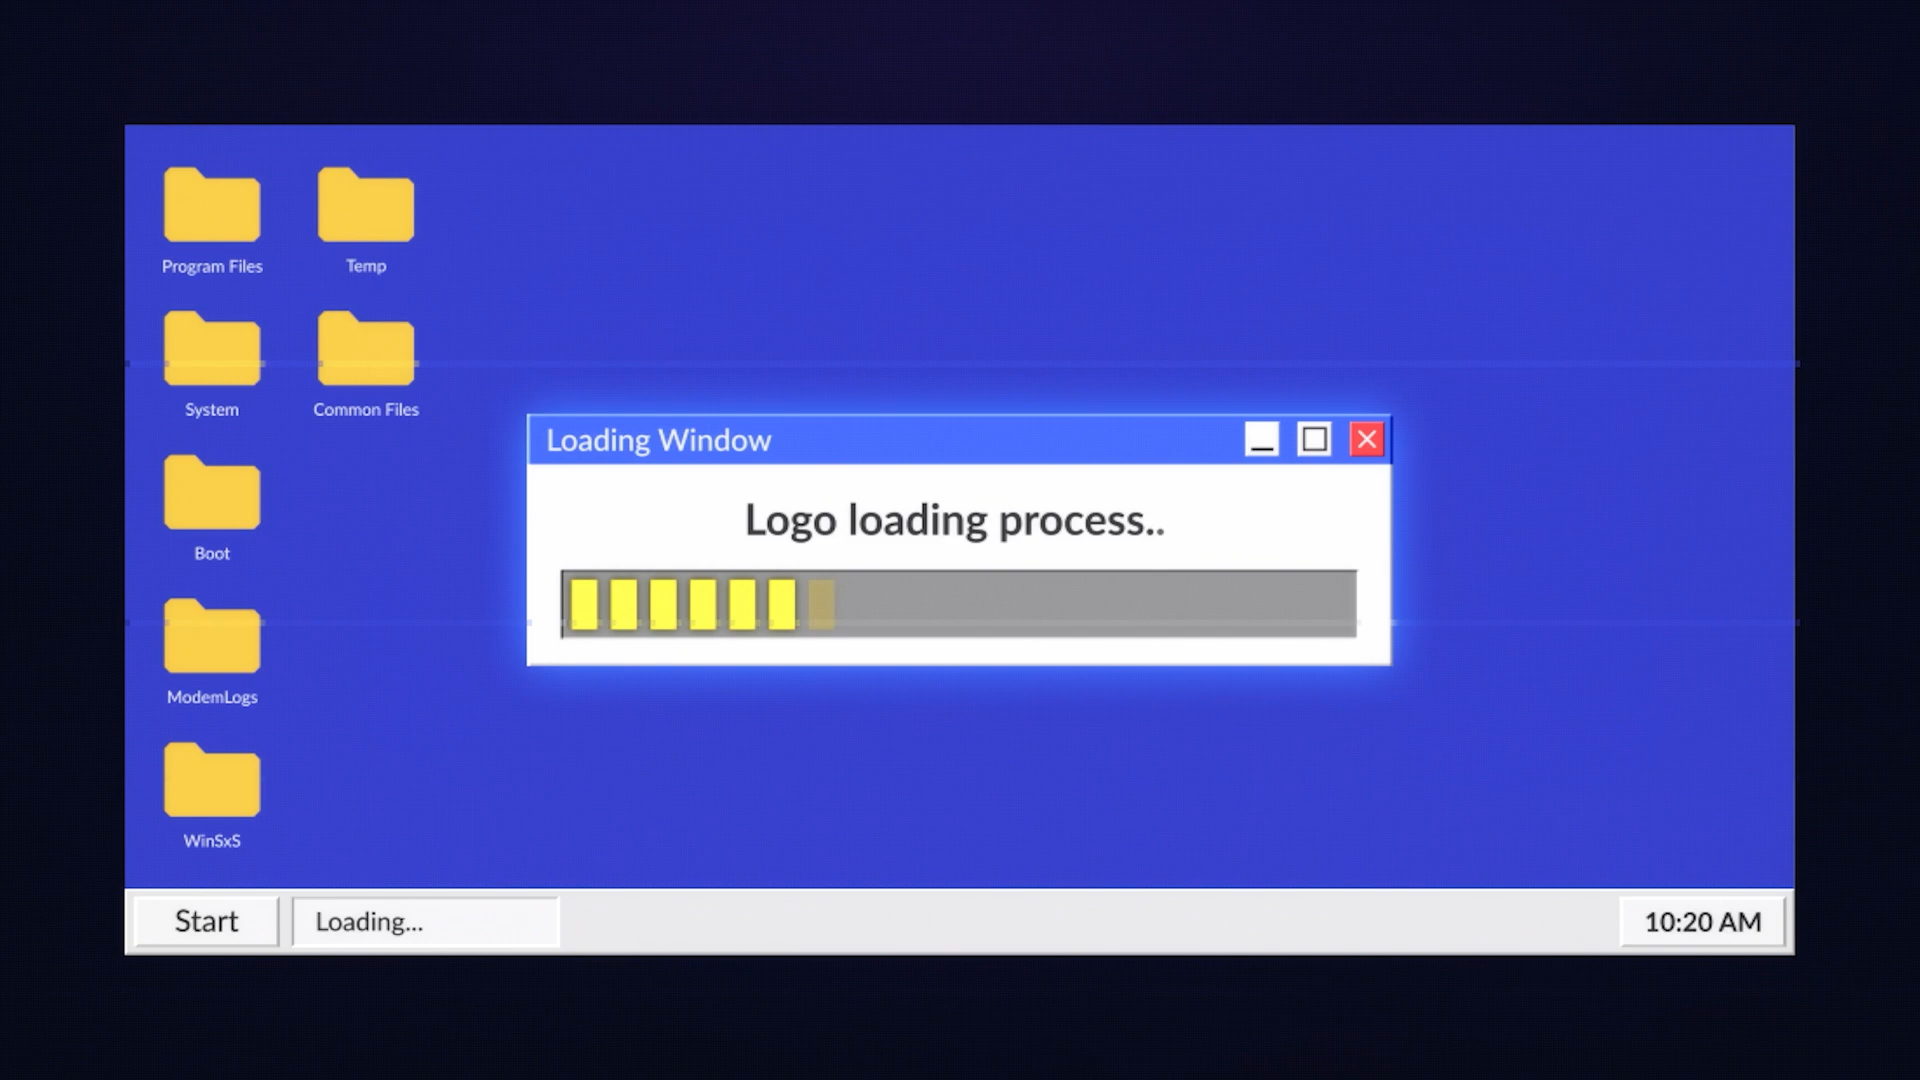 Program Files
Temp
System
Common Files
Loading Window
Logo loading process..
Boot
ModemLogs
WinSxS
Start
Loading...
10:20 AM